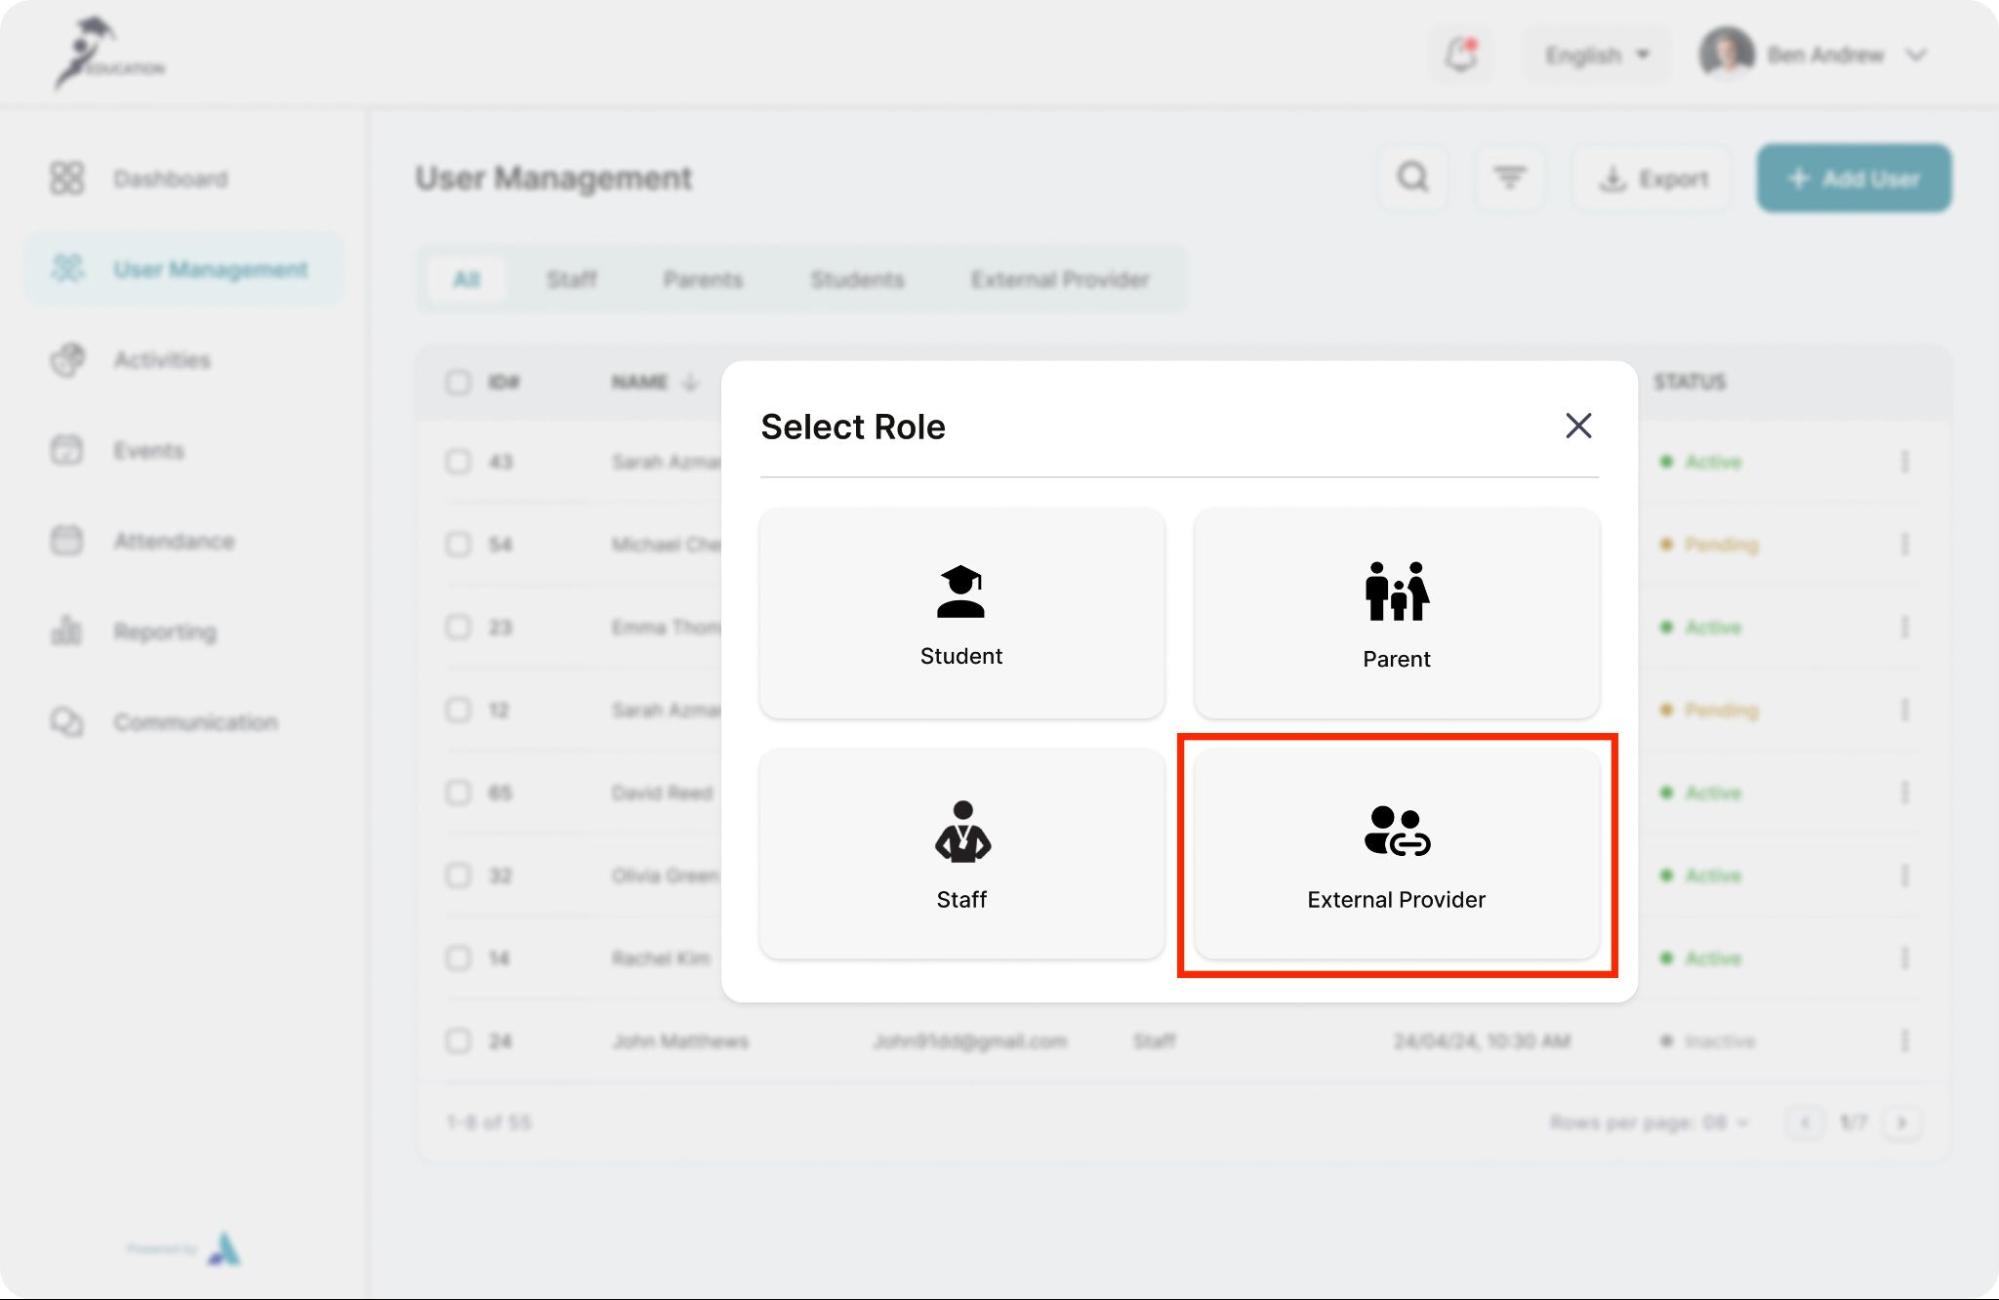 EDUCATION
English
Ben Andrew
Dashboard
User Management
Activities
Events
Attendance
Reporting
Communication
Powered by
User Management
Export
+ Add User
All Staff Parents Students External Provider
ID# NAME STATUS
43 Sarah Azma Active
54 Michael Che Pending
23 Emma Thom Active
12 Sarah Azma Pending
65 David Reed Active
32 Olivia Green Active
14 Rachel Kim Active
24 John Matthews John91dd@gmail.com Staff 24/04/24, 10:30 AM Inactive
1-8 of 55 Rows per page: 08 1/7
Select Role
Student
Parent
Staff
External Provider